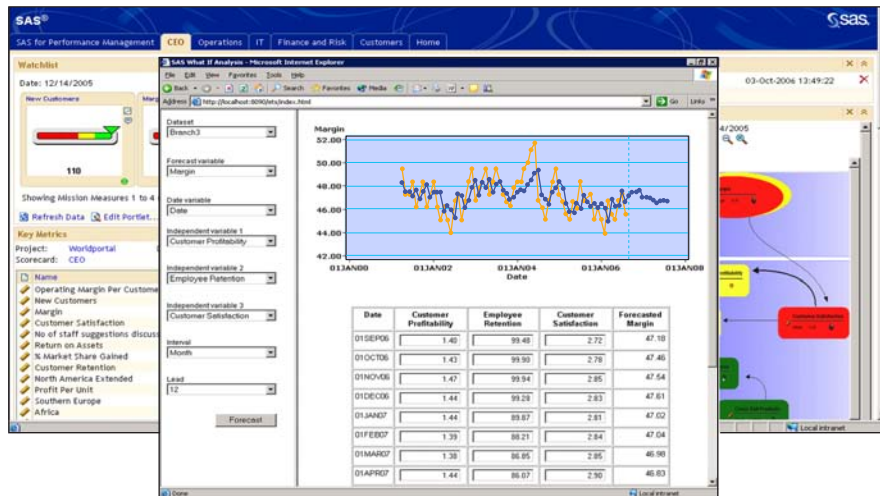 SAS®
Ssas.
SAS for Performance Management CEO Operations IT Finance and Risk Customers Home
Watchlist
Date: 12/14/2005
New Customers
110
Showing Mission Measures 1 to 4
Refresh Data Edit Portlet...
Key Metrics
Project: Worldportal
Scorecard: CEO
Name
Operating Margin Per Custome
New Customers
Margin
Customer Satisfaction
No of staff suggestions discuss
Return on Assets
% Market Share Gained
Customer Retention
North America Extended
Profit Per Unit
Southern Europe
Africa
SAS What If Analysis - Microsoft Internet Explorer
File Edit View Favorites Tools Help
Back Search Favorites Media
Address http://localhost:8090/ets/index.html Go Links
Dataset
Branch3
Forecast variable
Margin
Date variable
Date
Independent variable 1
Customer Profitability
Independent variable 2
Employee Retention
Independent variable 3
Customer Satisfaction
Interval
Month
Lead
12
Forecast
Margin
52.00
50.00
48.00
46.00
44.00
42.00
01JAN00 01JAN02 01JAN04 01JAN06 01JAN08
Date
Date Customer Profitability Employee Retention Customer Satisfaction Forecasted Margin
01SEP06 1.40 99.48 2.72 47.18
01OCT06 1.43 99.90 2.78 47.46
01NOV06 1.47 99.94 2.85 47.54
01DEC06 1.44 99.28 2.83 47.61
01JAN07 1.44 89.87 2.81 47.02
01FEB07 1.39 88.21 2.84 47.04
01MAR07 1.38 86.85 2.85 46.98
01APR07 1.44 86.07 2.90 46.83
Done Local intranet
03-Oct-2006 13:49:22
4/2005
Local intranet